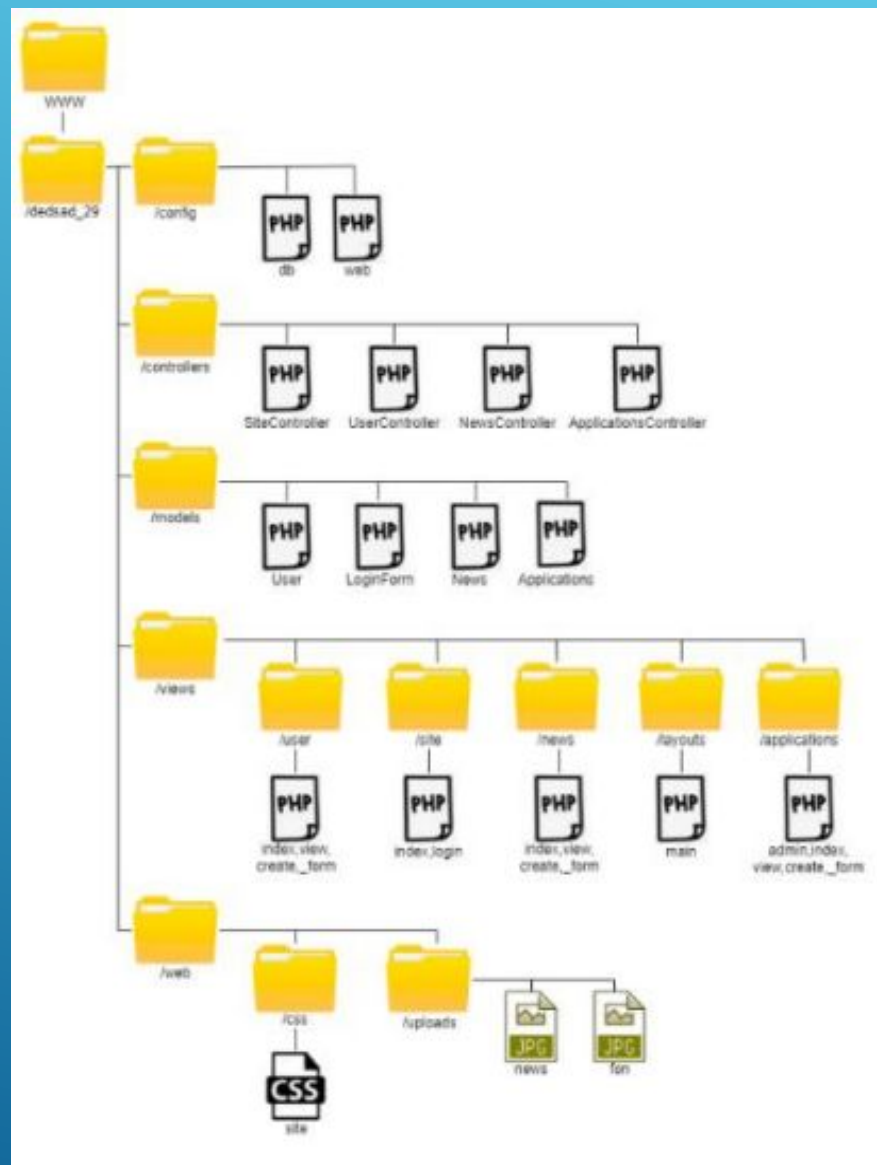 WWW
/dedsad_29
/config
PHP PHP
db web
/controllers
PHP PHP PHP PHP
SiteController UserController NewsController ApplicationsController
/models
PHP PHP PHP PHP
User LoginForm News Applications
/views
/user /site /news /layouts /applications
PHP PHP PHP PHP PHP
index,view, index,login index,view, main admin,index,
create,_form create,_form view,create,_form
/web
/css /uploads
JPG JPG
news fon
CSS
site